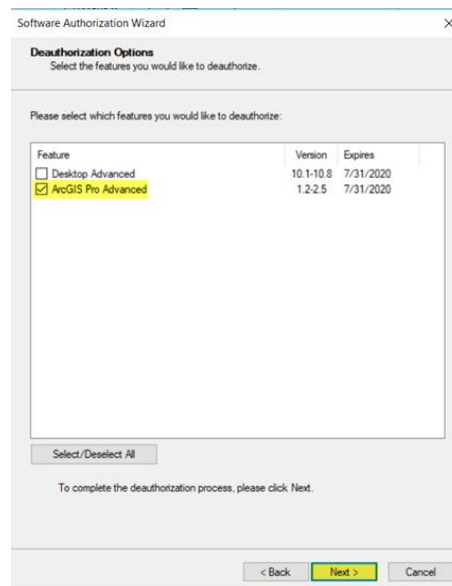 Software Authorization Wizard
Deauthorization Options
Select the features you would like to deauthorize.
Please select which features you would like to deauthorize:
Feature Version Expires
Desktop Advanced 10.1-10.8 7/31/2020
ArcGIS Pro Advanced 1.2-2.5 7/31/2020
Select/Deselect All
To complete the deauthorization process, please click Next.
< Back Next > Cancel